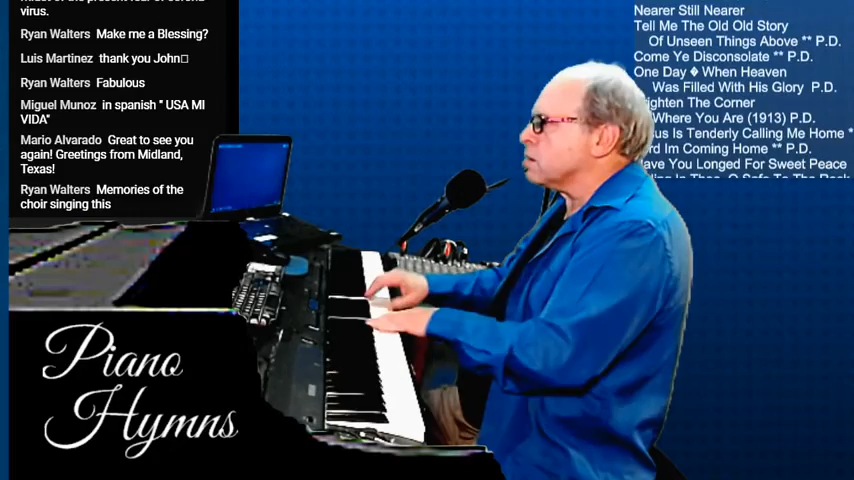 virus.
Ryan Walters Make me a Blessing?
Luis Martinez thank you John□
Ryan Walters Fabulous
Miguel Munoz in spanish " USA MI
VIDA"
Mario Alvarado Great to see you
again! Greetings from Midland,
Texas!
Ryan Walters Memories of the
choir singing this
Nearer Still Nearer
Tell Me The Old Old Story
Of Unseen Things Above ** P.D.
Come Ye Disconsolate ** P.D.
One Day � When Heaven
Was Filled With His Glory P.D.
ighten The Corner
Where You Are (1913) P.D.
us Is Tenderly Calling Me Home *
ord Im Coming Home ** P.D.
ave You Longed For Sweet Peace
Piano
Hymns